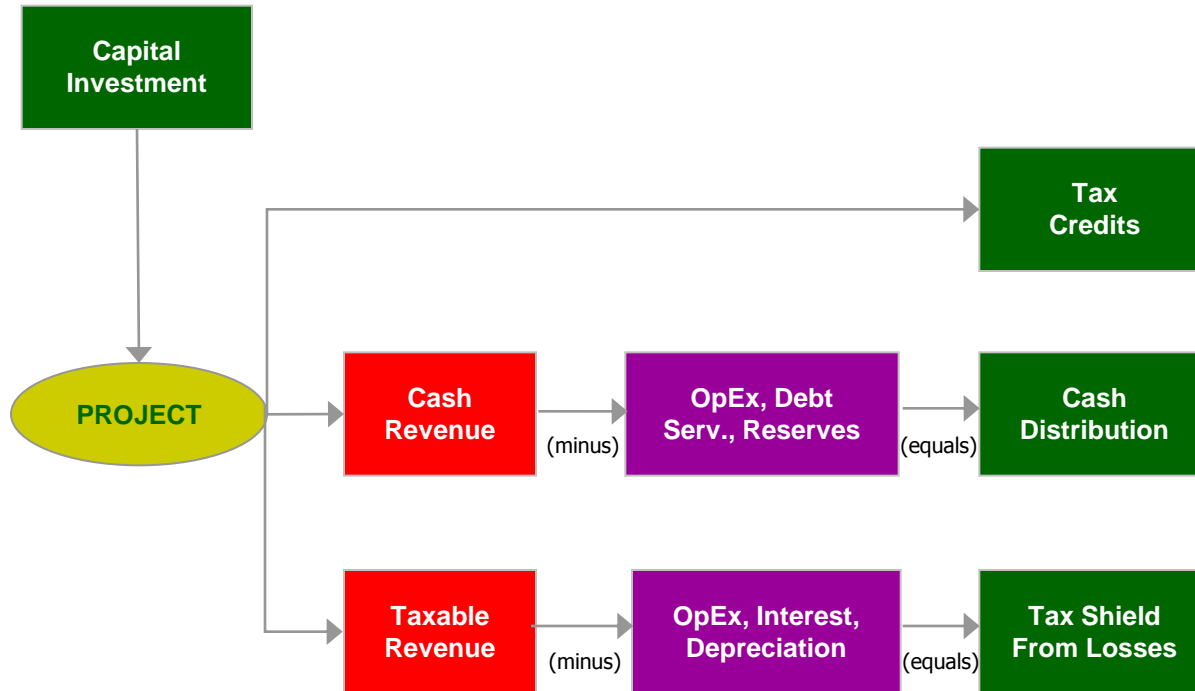 Capital
Investment
Tax
Credits
PROJECT
Cash
Revenue
(minus)
OpEx, Debt
Serv., Reserves
(equals)
Cash
Distribution
Taxable
Revenue
(minus)
OpEx, Interest,
Depreciation
(equals)
Tax Shield
From Losses